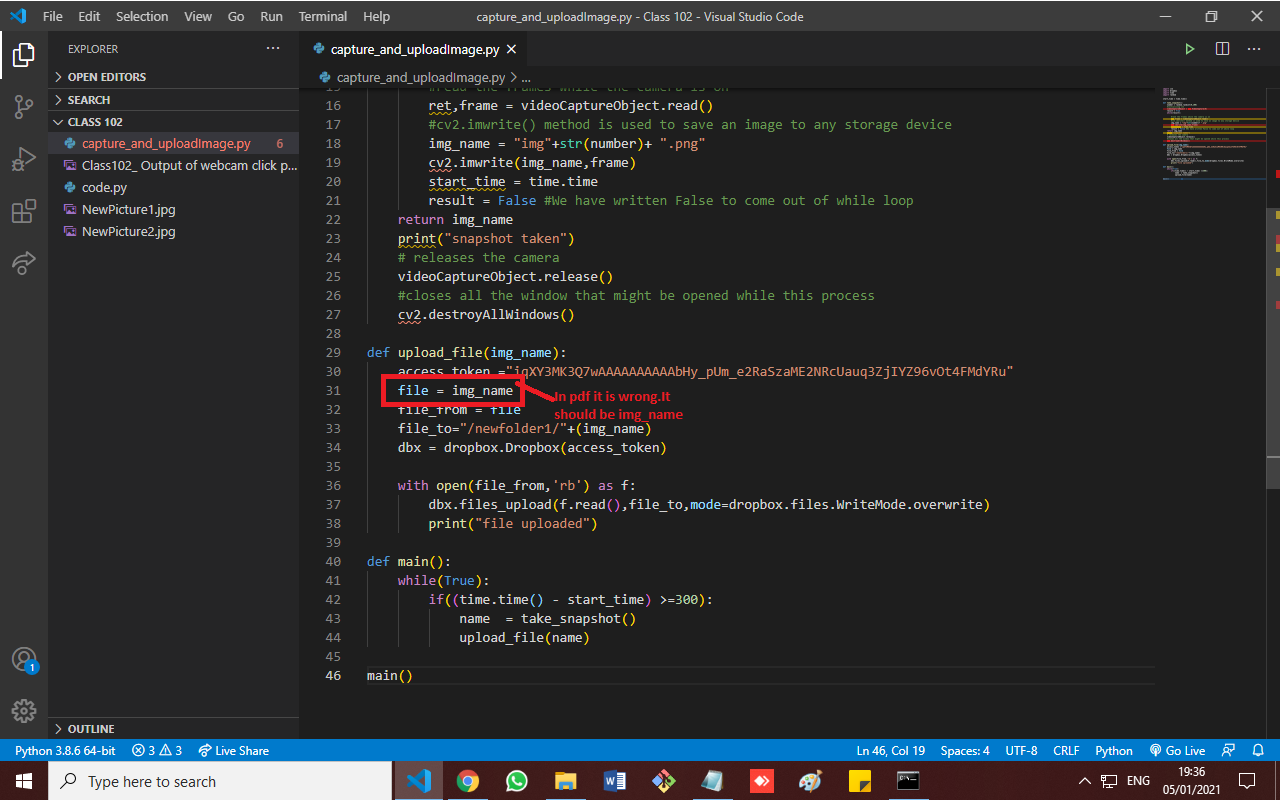 File Edit Selection View Go Run Terminal Help
capture_and_uploadImage.py - Class 102 - Visual Studio Code
EXPLORER
OPEN EDITORS
SEARCH
CLASS 102
capture_and_uploadImage.py 6
Class102_ Output of webcam click p...
code.py
NewPicture1.jpg
NewPicture2.jpg
OUTLINE
capture_and_uploadImage.py
capture_and_uploadImage.py > ...
15 #read the frames while the camera is on
16 ret,frame = videoCaptureObject.read()
17 #cv2.imwrite() method is used to save an image to any storage device
18 img_name = "img"+str(number)+ ".png"
19 cv2.imwrite(img_name,frame)
20 start_time = time.time
21 result = False #We have written False to come out of while loop
22 return img_name
23 print("snapshot taken")
24 # releases the camera
25 videoCaptureObject.release()
26 #closes all the window that might be opened while this process
27 cv2.destroyAllWindows()
28
29 def upload_file(img_name):
30 access_token ="iqXY3MK3Q7wAAAAAAAAAAbHy_pUm_e2RaSzaME2NRcUauq3ZjIYZ96vOt4FMdYRu"
31 file = img_name
In pdf it is wrong.It
should be img_name
32 file_from = file
33 file_to="/newfolder1/"+(img_name)
34 dbx = dropbox.Dropbox(access_token)
35
36 with open(file_from,'rb') as f:
37 dbx.files_upload(f.read(),file_to,mode=dropbox.files.WriteMode.overwrite)
38 print("file uploaded")
39
40 def main():
41 while(True):
42 if((time.time() - start_time) >=300):
43 name  = take_snapshot()
44 upload_file(name)
45
46 main()
1
Python 3.8.6 64-bit 3 3 Live Share
Ln 46, Col 19 Spaces: 4 UTF-8 CRLF Python Go Live
Type here to search
ENG
19:36
05/01/2021